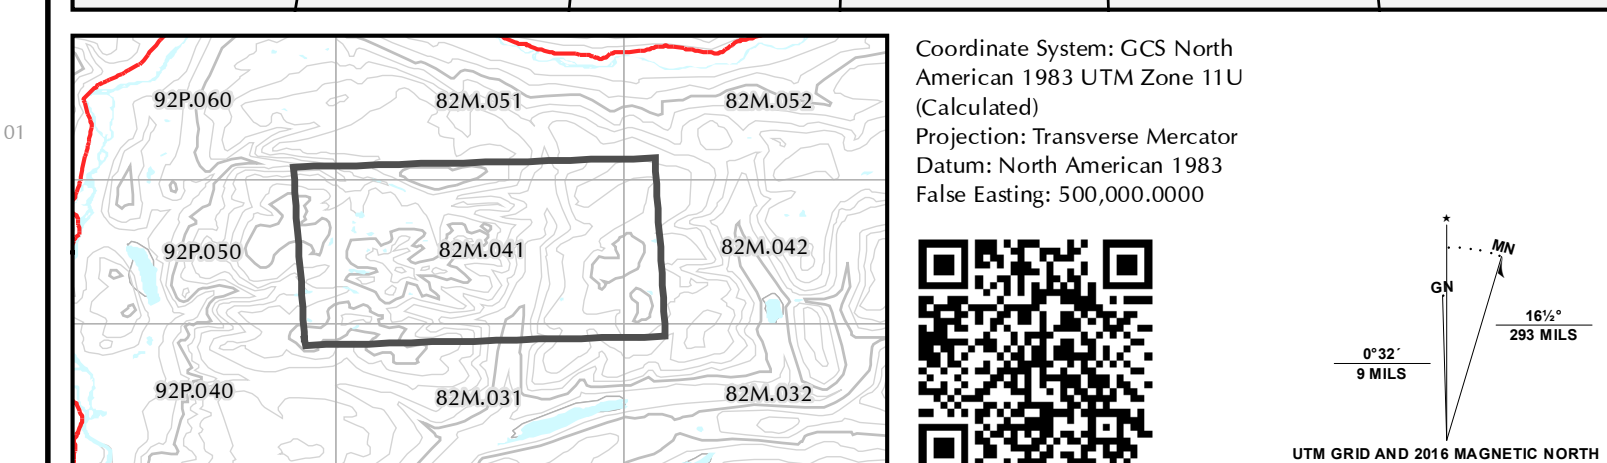 01
92P.060 82M.051 82M.052
92P.050 82M.041 82M.042
92P.040 82M.031 82M.032
Coordinate System: GCS North
American 1983 UTM Zone 11U
(Calculated)
Projection: Transverse Mercator
Datum: North American 1983
False Easting: 500,000.0000
MN
GN
16½°
293 MILS
0°32´
9 MILS
UTM GRID AND 2016 MAGNETIC NORTH